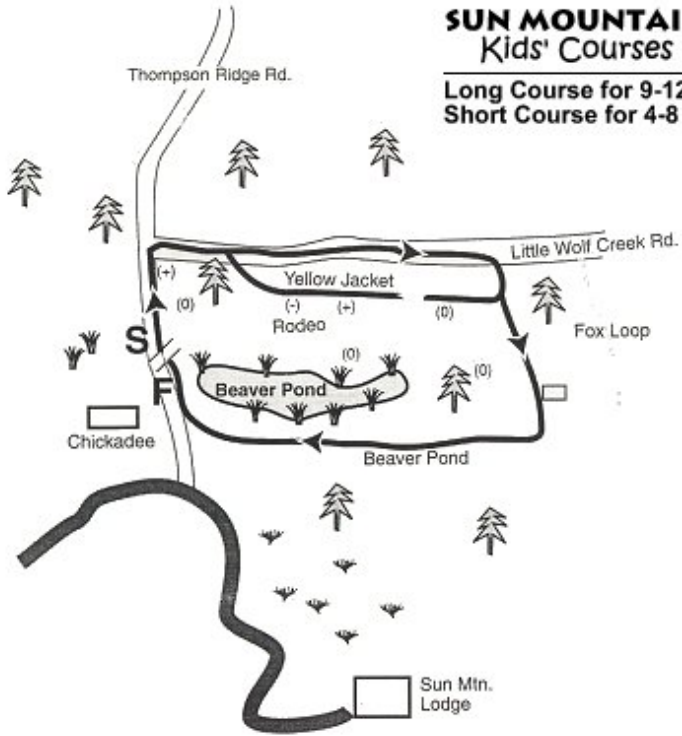 SUN MOUNTAI
Kids' Courses
Long Course for 9-12
Short Course for 4-8
Thompson Ridge Rd.
Little Wolf Creek Rd.
(+)
Yellow Jacket
(0)
(-)
(+)
(0)
Rodeo
Fox Loop
S
(0)
(0)
F
Beaver Pond
Chickadee
Beaver Pond
Sun Mtn.
Lodge